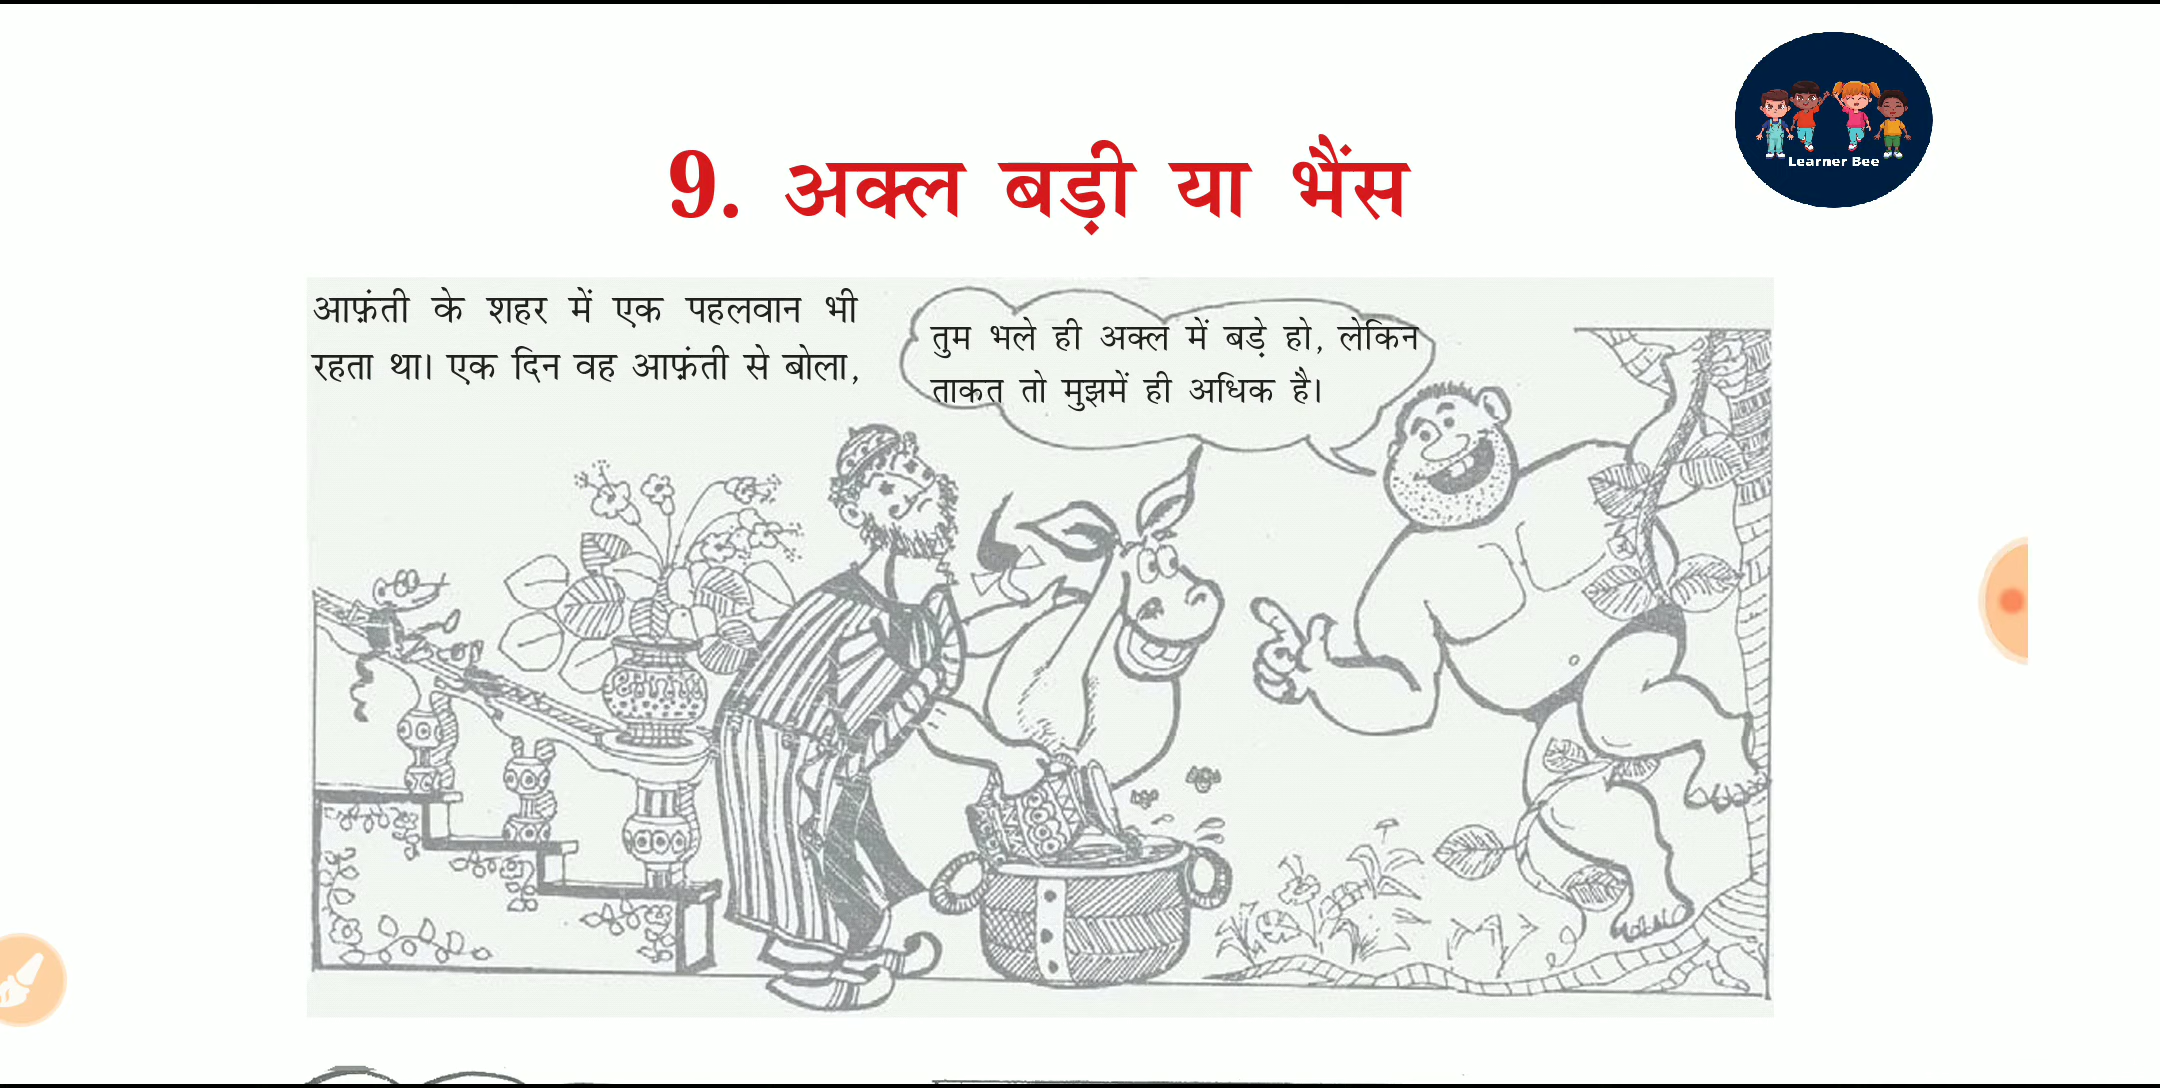 Learner Bee
9. अक्ल बड़ी या भैंस
आफ़ंती के शहर में एक पहलवान भी
रहता था। एक दिन वह आफ़ंती से बोला,
तुम भले ही अक्ल में बड़े हो, लेकिन
ताकत तो मुझमें ही अधिक है।